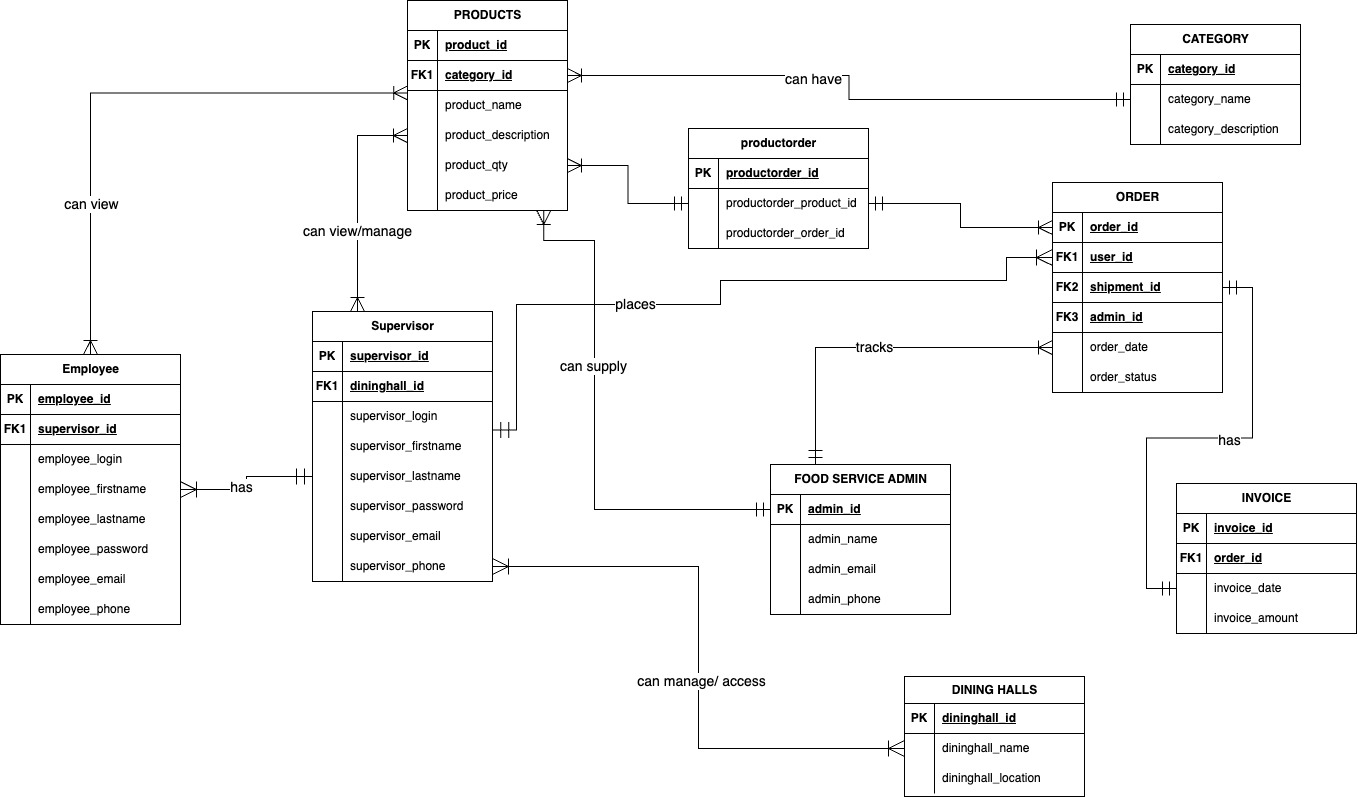 PRODUCTS
PK product_id
FK1 category_id
product_name
product_description
product_qty
product_price
CATEGORY
PK category_id
category_name
category_description
can have
productorder
PK productorder_id
productorder_product_id
productorder_order_id
ORDER
PK order_id
FK1 user_id
FK2 shipment_id
FK3 admin_id
order_date
order_status
can view
can view/manage
places
can supply
tracks
has
Employee
PK employee_id
FK1 supervisor_id
employee_login
employee_firstname
employee_lastname
employee_password
employee_email
employee_phone
has
Supervisor
PK supervisor_id
FK1 dininghall_id
supervisor_login
supervisor_firstname
supervisor_lastname
supervisor_password
supervisor_email
supervisor_phone
FOOD SERVICE ADMIN
PK admin_id
admin_name
admin_email
admin_phone
INVOICE
PK invoice_id
FK1 order_id
invoice_date
invoice_amount
can manage/ access
DINING HALLS
PK dininghall_id
dininghall_name
dininghall_location